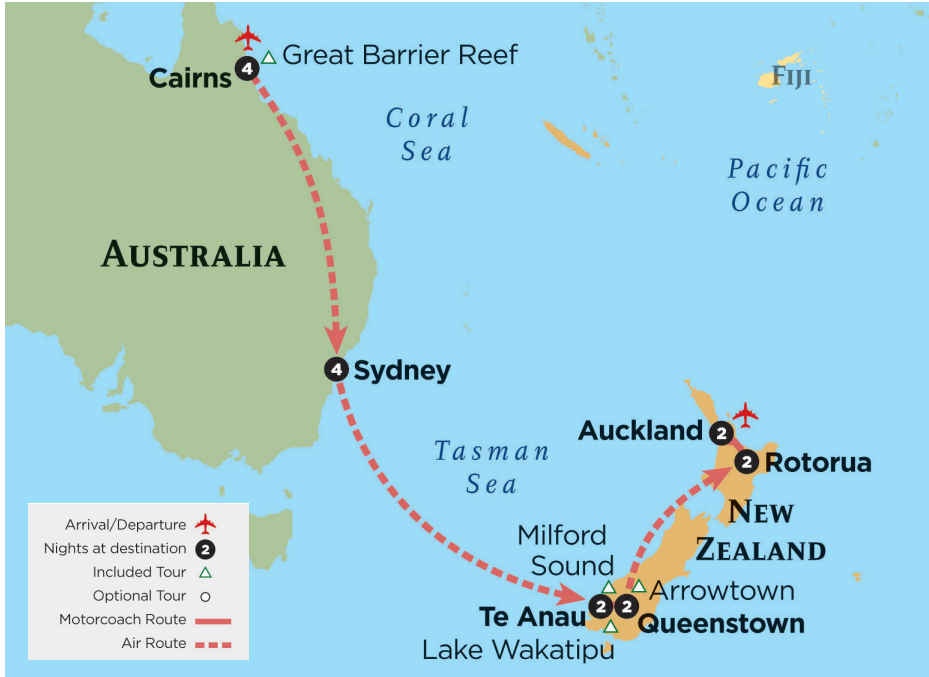 Great Barrier Reef
4
Cairns
FIJI
Coral
Sea
Pacific
Ocean
AUSTRALIA
4
Sydney
Auckland
2
2
Rotorua
Tasman
Sea
NEW
ZEALAND
Milford
Sound
Arrowtown
Te Anau
2
2
Queenstown
Lake Wakatipu
Arrival/Departure
Nights at destination 2
Included Tour
Optional Tour
Motorcoach Route
Air Route